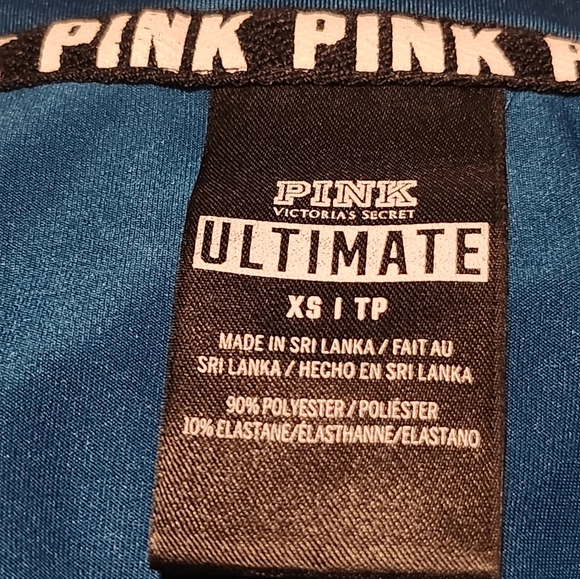 PINK PINK P
PINK
VICTORIA'S SECRET
ULTIMATE
XS | TP
MADE IN SRI LANKA / FAIT AU
SRI LANKA / HECHO EN SRI LANKA
90% POLYESTER / POLIÉSTER
10% ELASTANE/ÉLASTHANNE/ELASTANO